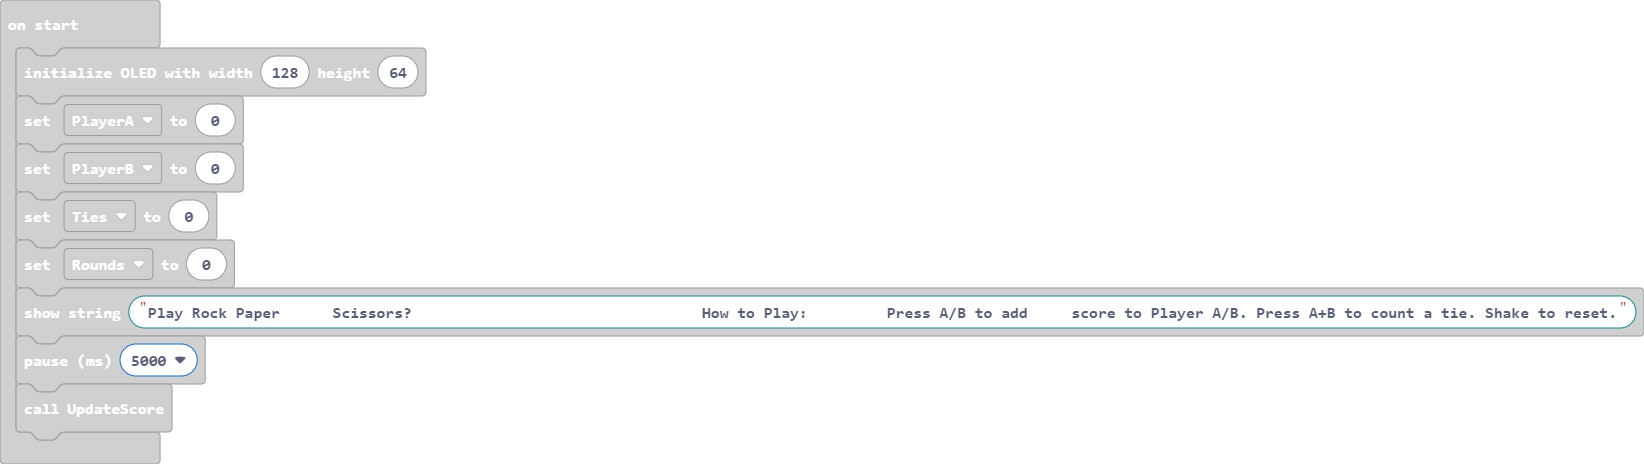 on start
initialize OLED with width 128 height 64
set PlayerA to 0
set PlayerB to 0
set Ties to 0
set Rounds to 0
show string "Play Rock Paper      Scissors?                                 How to Play:         Press A/B to add     score to Player A/B. Press A+B to count a tie. Shake to reset."
pause (ms) 5000
call UpdateScore